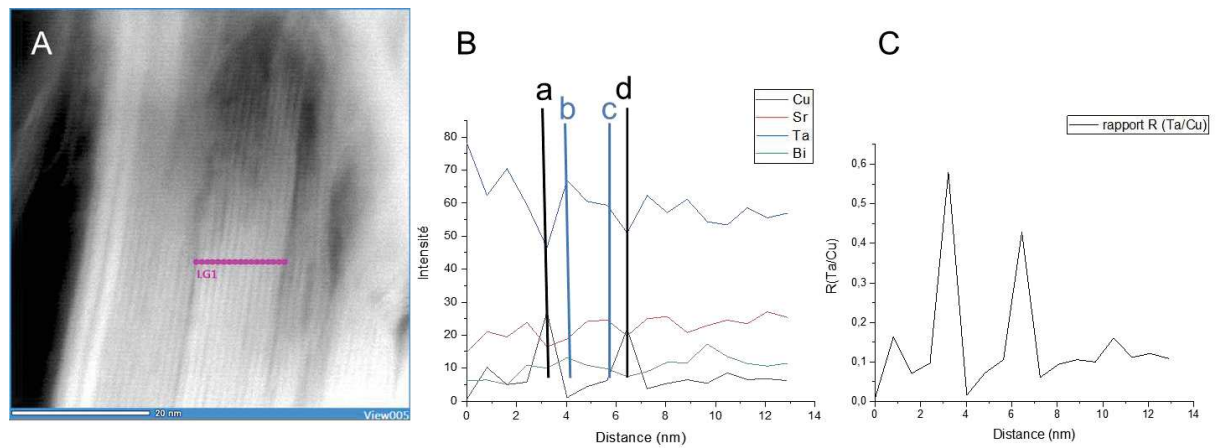 A
LG1
20 nm
View005
B
a
b
c
d
Cu
Sr
Ta
Bi
80
70
60
50
40
30
20
10
0
Intensité
0 2 4 6 8 10 12 14
Distance (nm)
C
rapport R (Ta/Cu)
0,6
0,5
0,4
0,3
0,2
0,1
0,0
R(Ta/Cu)
0 2 4 6 8 10 12 14
Distance (nm)